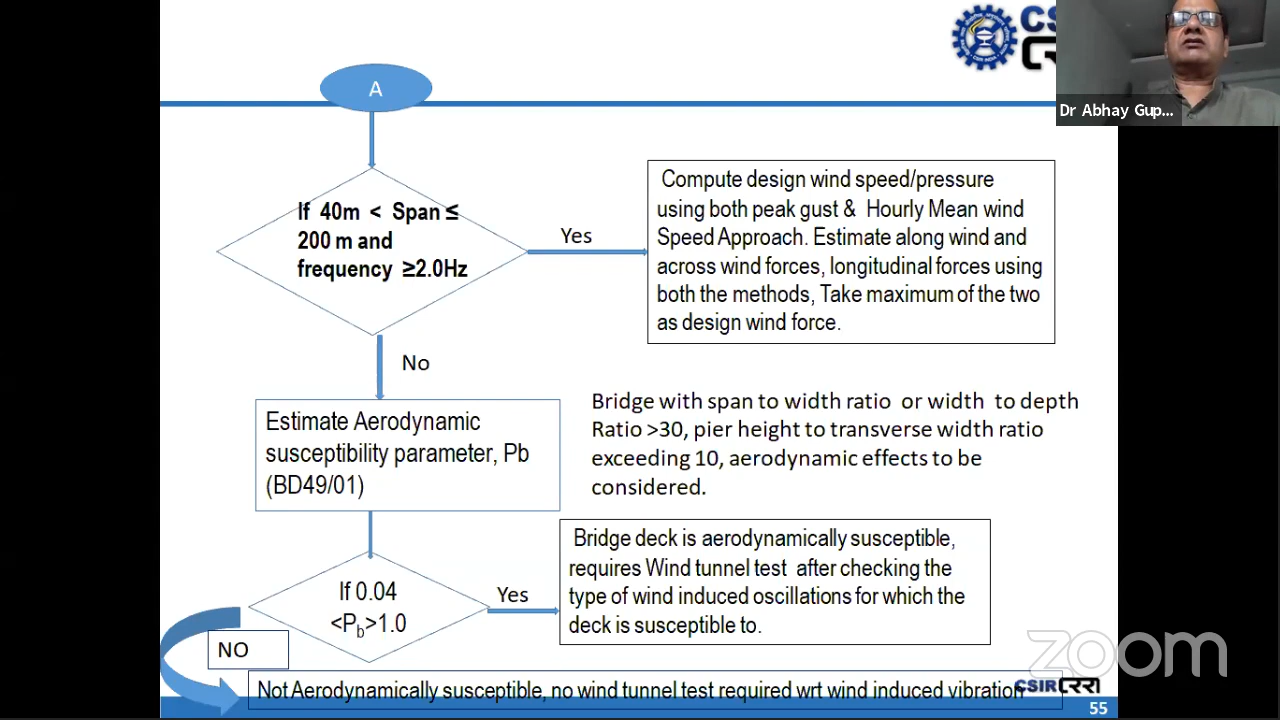 CS
Dr Abhay Gup...
A
If 40m < Span ≤
200 m and
frequency ≥2.0Hz
Yes
Compute design wind speed/pressure
using both peak gust & Hourly Mean wind
Speed Approach. Estimate along wind and
across wind forces, longitudinal forces using
both the methods, Take maximum of the two
as design wind force.
No
Estimate Aerodynamic
susceptibility parameter, Pb
(BD49/01)
Bridge with span to width ratio or width to depth
Ratio >30, pier height to transverse width ratio
exceeding 10, aerodynamic effects to be
considered.
If 0.04
<Pb>1.0
Yes
Bridge deck is aerodynamically susceptible,
requires Wind tunnel test after checking the
type of wind induced oscillations for which the
deck is susceptible to.
NO
Not Aerodynamically susceptible, no wind tunnel test required wrt wind induced vibration
zoom
CSIR CRRI
55